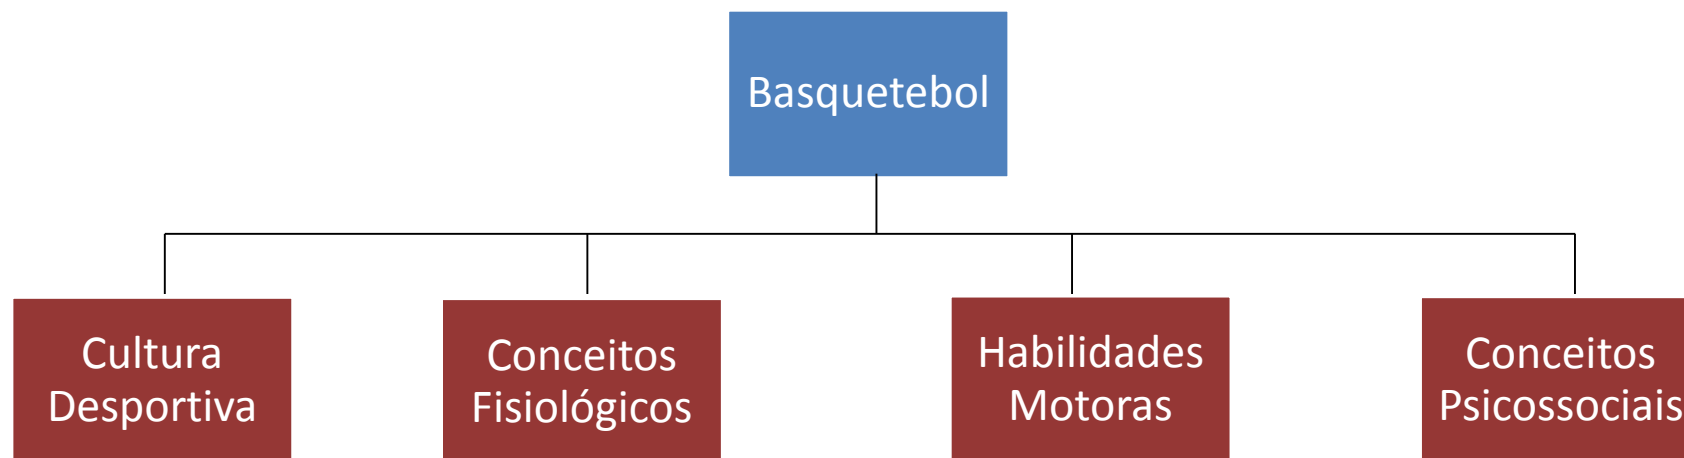 Basquetebol
Cultura
Desportiva
Conceitos
Fisiológicos
Habilidades
Motoras
Conceitos
Psicossociais